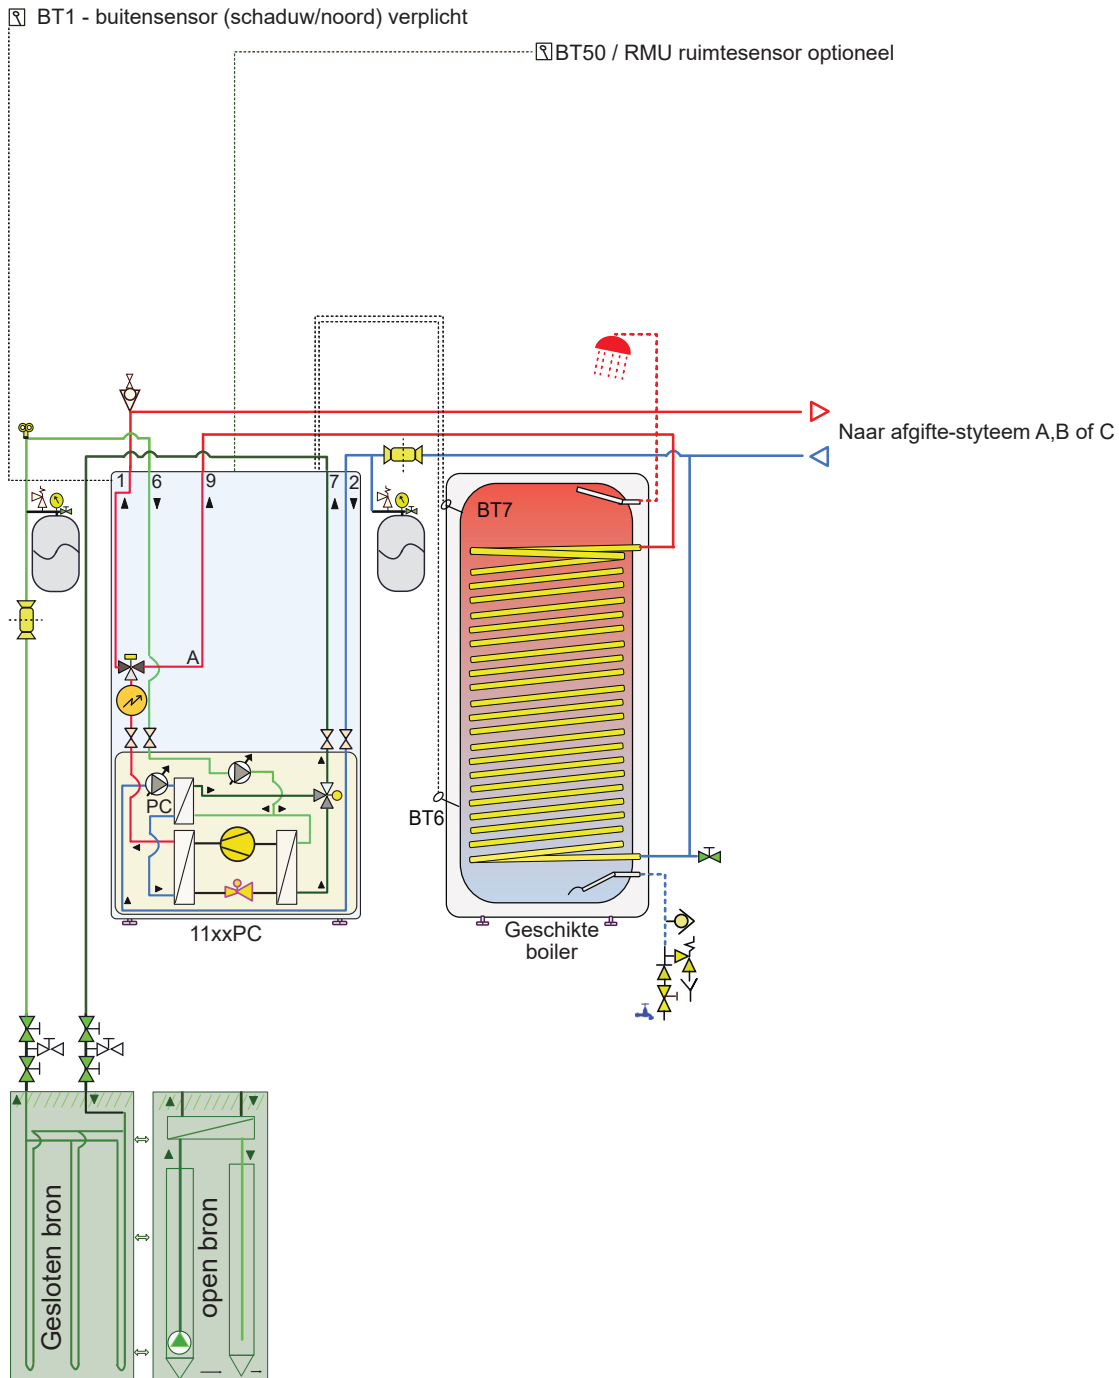 BT1 - buitensensor (schaduw/noord) verplicht
BT50 / RMU ruimtesensor optioneel
Naar afgifte-styteem A,B of C
1 6 9 7 2
BT7
A
PC
BT6
11xxPC
Geschikte
boiler
Gesloten bron
open bron